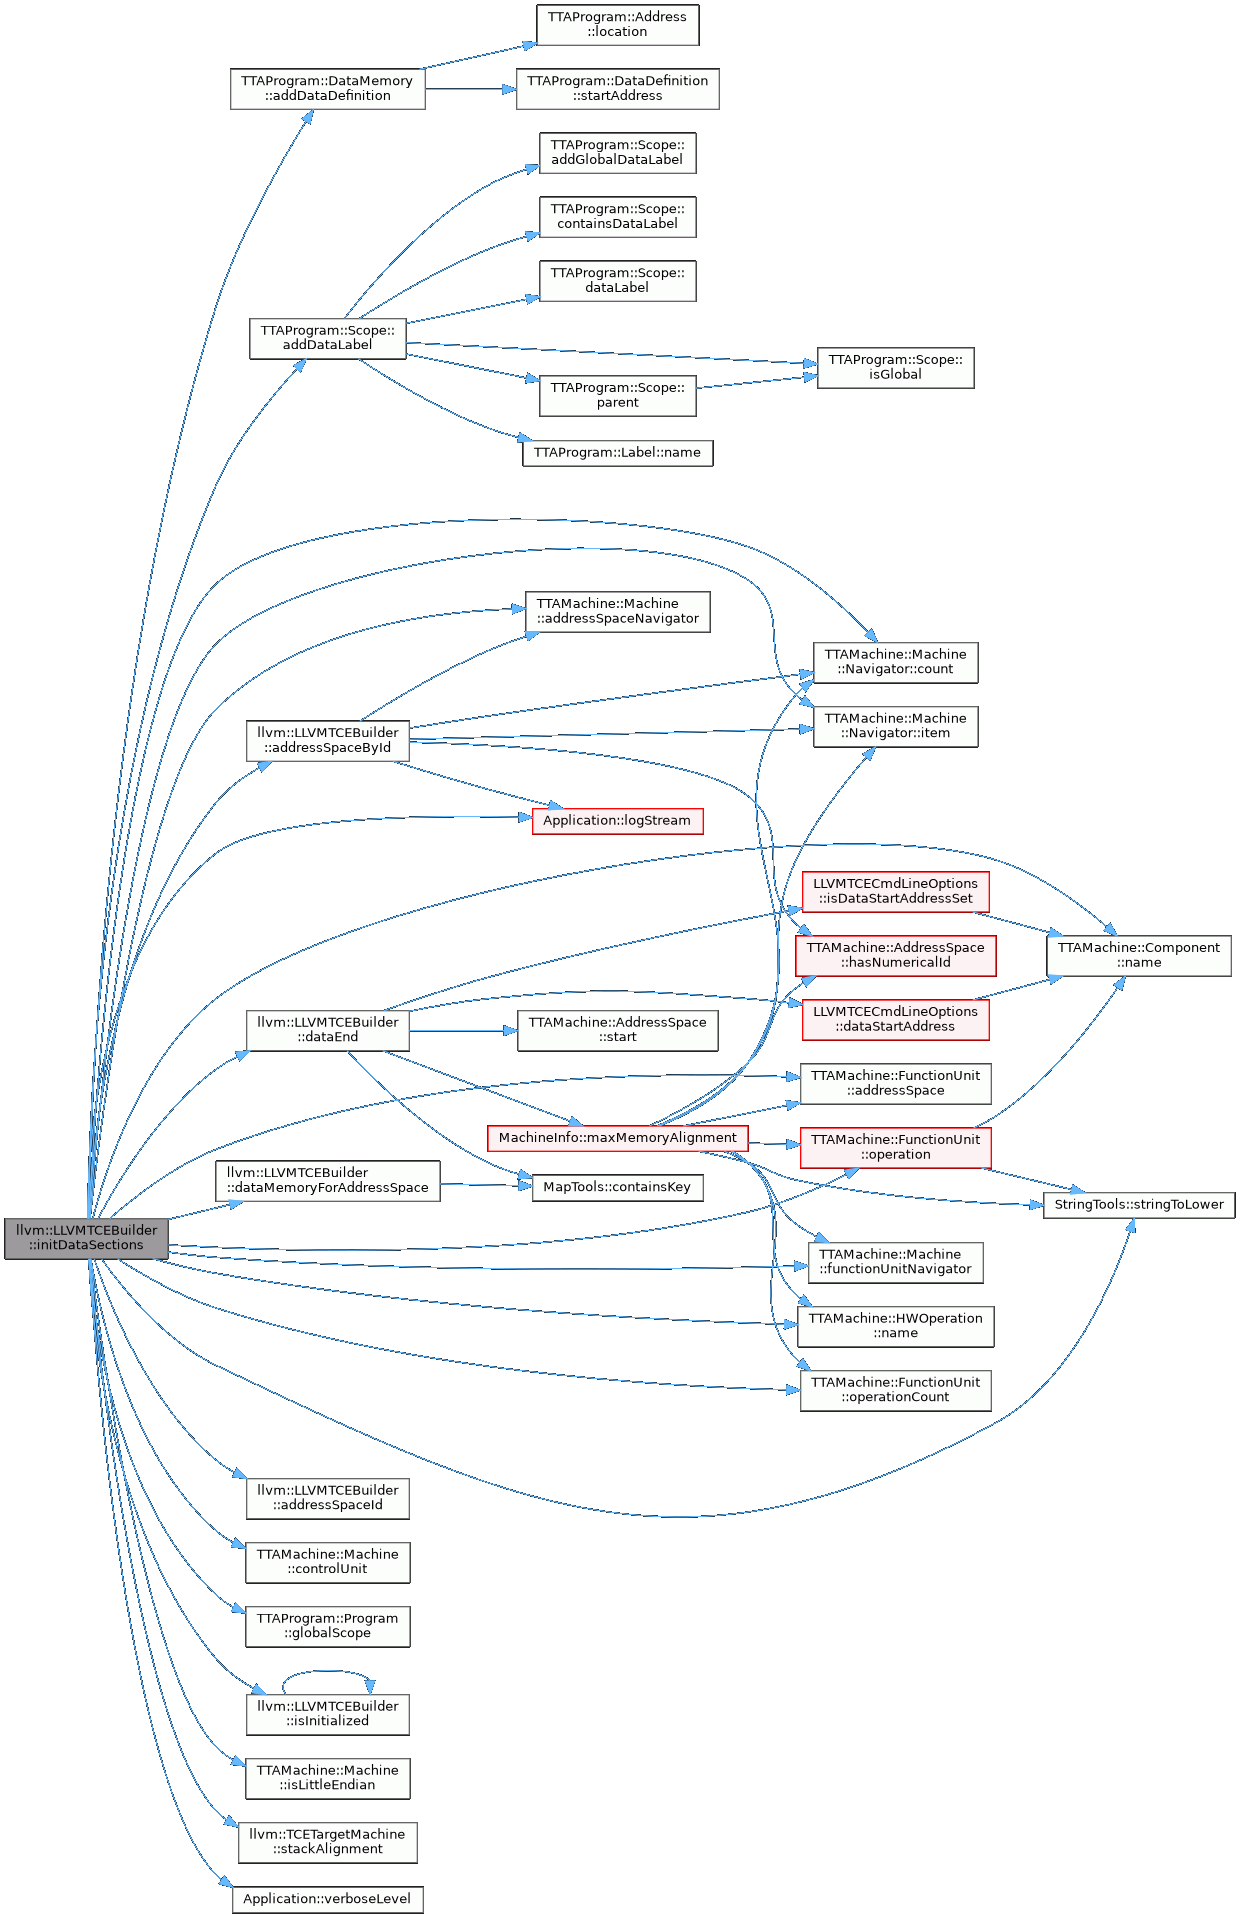 TTAProgram::Address
::location
TTAProgram::DataMemory
::addDataDefinition
TTAProgram::DataDefinition
::startAddress
TTAProgram::Scope::
addGlobalDataLabel
TTAProgram::Scope::
containsDataLabel
TTAProgram::Scope::
dataLabel
TTAProgram::Scope::
addDataLabel
TTAProgram::Scope::
isGlobal
TTAProgram::Scope::
parent
TTAProgram::Label::name
TTAMachine::Machine
::addressSpaceNavigator
TTAMachine::Machine
::Navigator::count
llvm::LLVMTCEBuilder
::addressSpaceById
TTAMachine::Machine
::Navigator::item
Application::logStream
LLVMTCECmdLineOptions
::isDataStartAddressSet
TTAMachine::AddressSpace
::hasNumericalId
TTAMachine::Component
::name
llvm::LLVMTCEBuilder
::dataEnd
TTAMachine::AddressSpace
::start
LLVMTCECmdLineOptions
::dataStartAddress
TTAMachine::FunctionUnit
::addressSpace
MachineInfo::maxMemoryAlignment
TTAMachine::FunctionUnit
::operation
llvm::LLVMTCEBuilder
::dataMemoryForAddressSpace
MapTools::containsKey
StringTools::stringToLower
llvm::LLVMTCEBuilder
::initDataSections
TTAMachine::Machine
::functionUnitNavigator
TTAMachine::HWOperation
::name
TTAMachine::FunctionUnit
::operationCount
llvm::LLVMTCEBuilder
::addressSpaceId
TTAMachine::Machine
::controlUnit
TTAProgram::Program
::globalScope
llvm::LLVMTCEBuilder
::isInitialized
TTAMachine::Machine
::isLittleEndian
llvm::TCETargetMachine
::stackAlignment
Application::verboseLevel